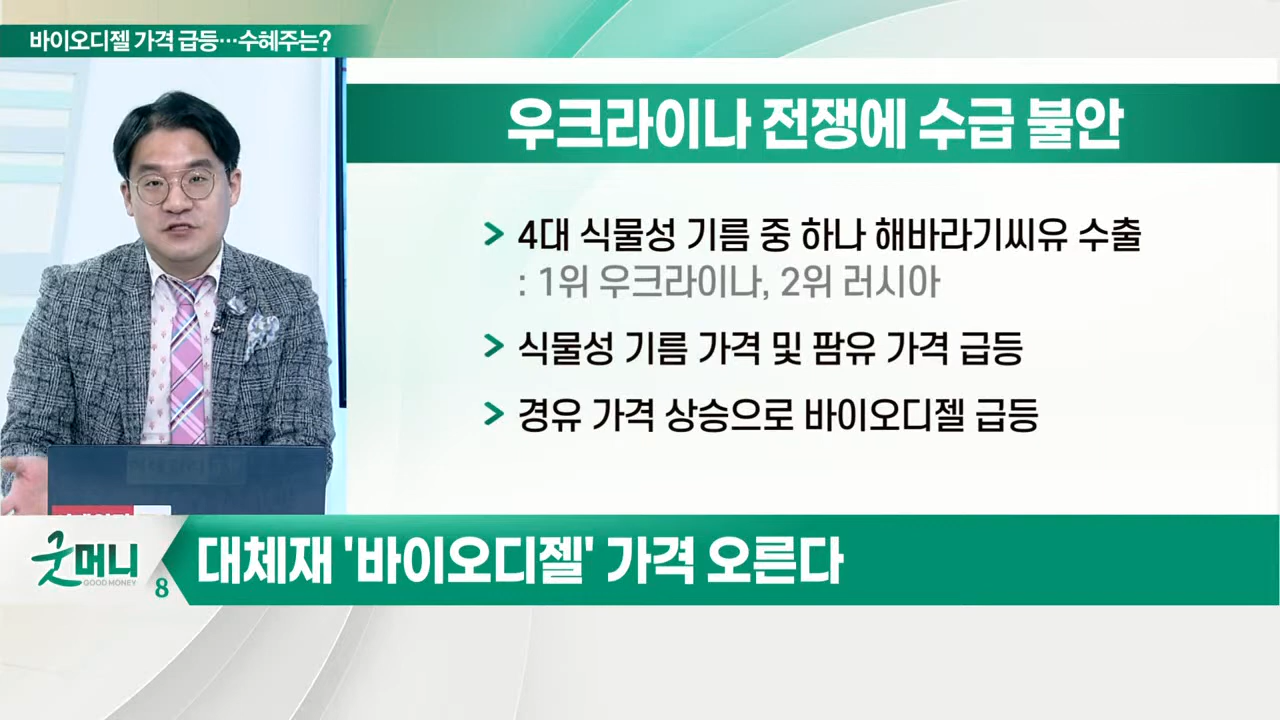 바이오디젤 가격 급등…수혜주는?
우크라이나 전쟁에 수급 불안
> 4대 식물성 기름 중 하나 해바라기씨유 수출
: 1위 우크라이나, 2위 러시아
> 식물성 기름 가격 및 팜유 가격 급등
> 경유 가격 상승으로 바이오디젤 급등
굿머니
GOOD MONEY
8
대체재 '바이오디젤' 가격 오른다